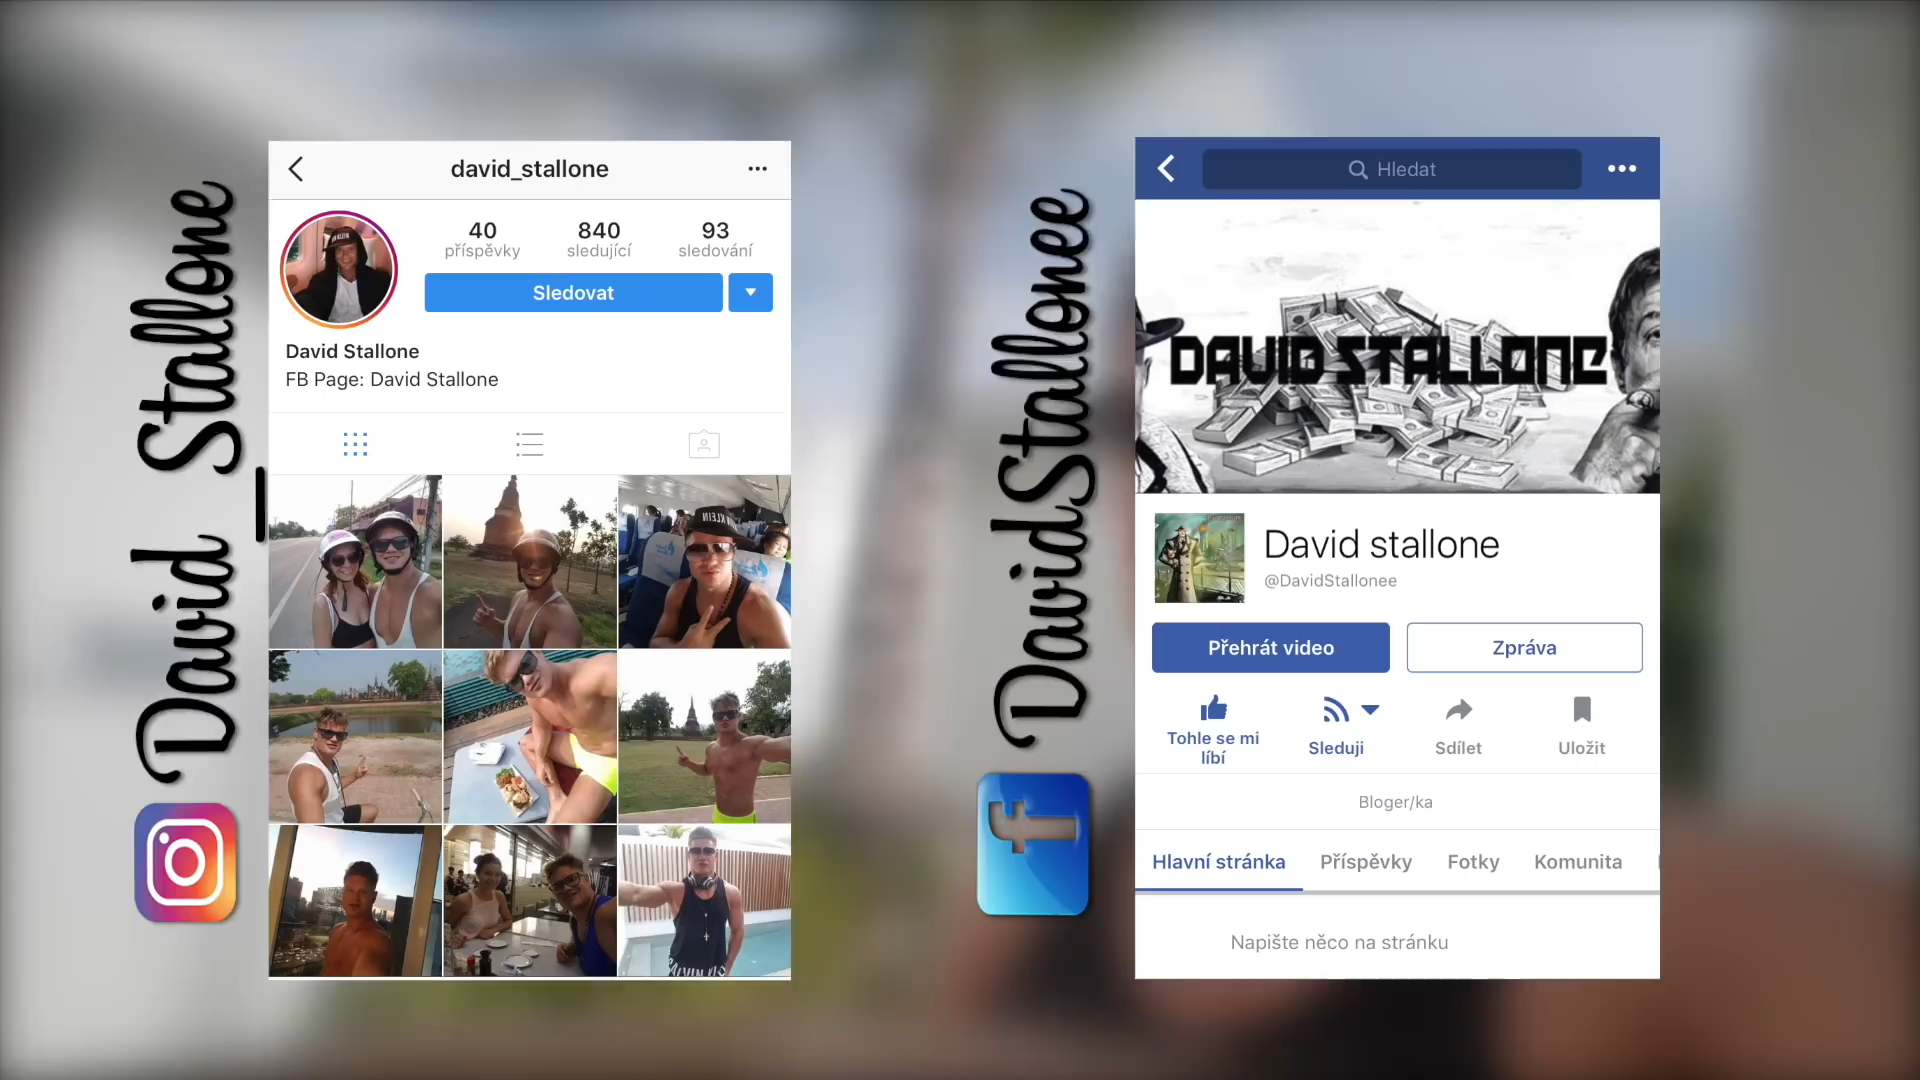 David_Stallone
david_stallone
40
příspěvky
840
sledující
93
sledování
Sledovat
David Stallone
FB Page: David Stallone
DavidStallonee
Hledat
DAVID STALLONE
David stallone
@DavidStallonee
Přehrát video
Zpráva
Tohle se mi
líbí
Sleduji
Sdílet
Uložit
Bloger/ka
Hlavní stránka
Příspěvky
Fotky
Komunita
Napište něco na stránku